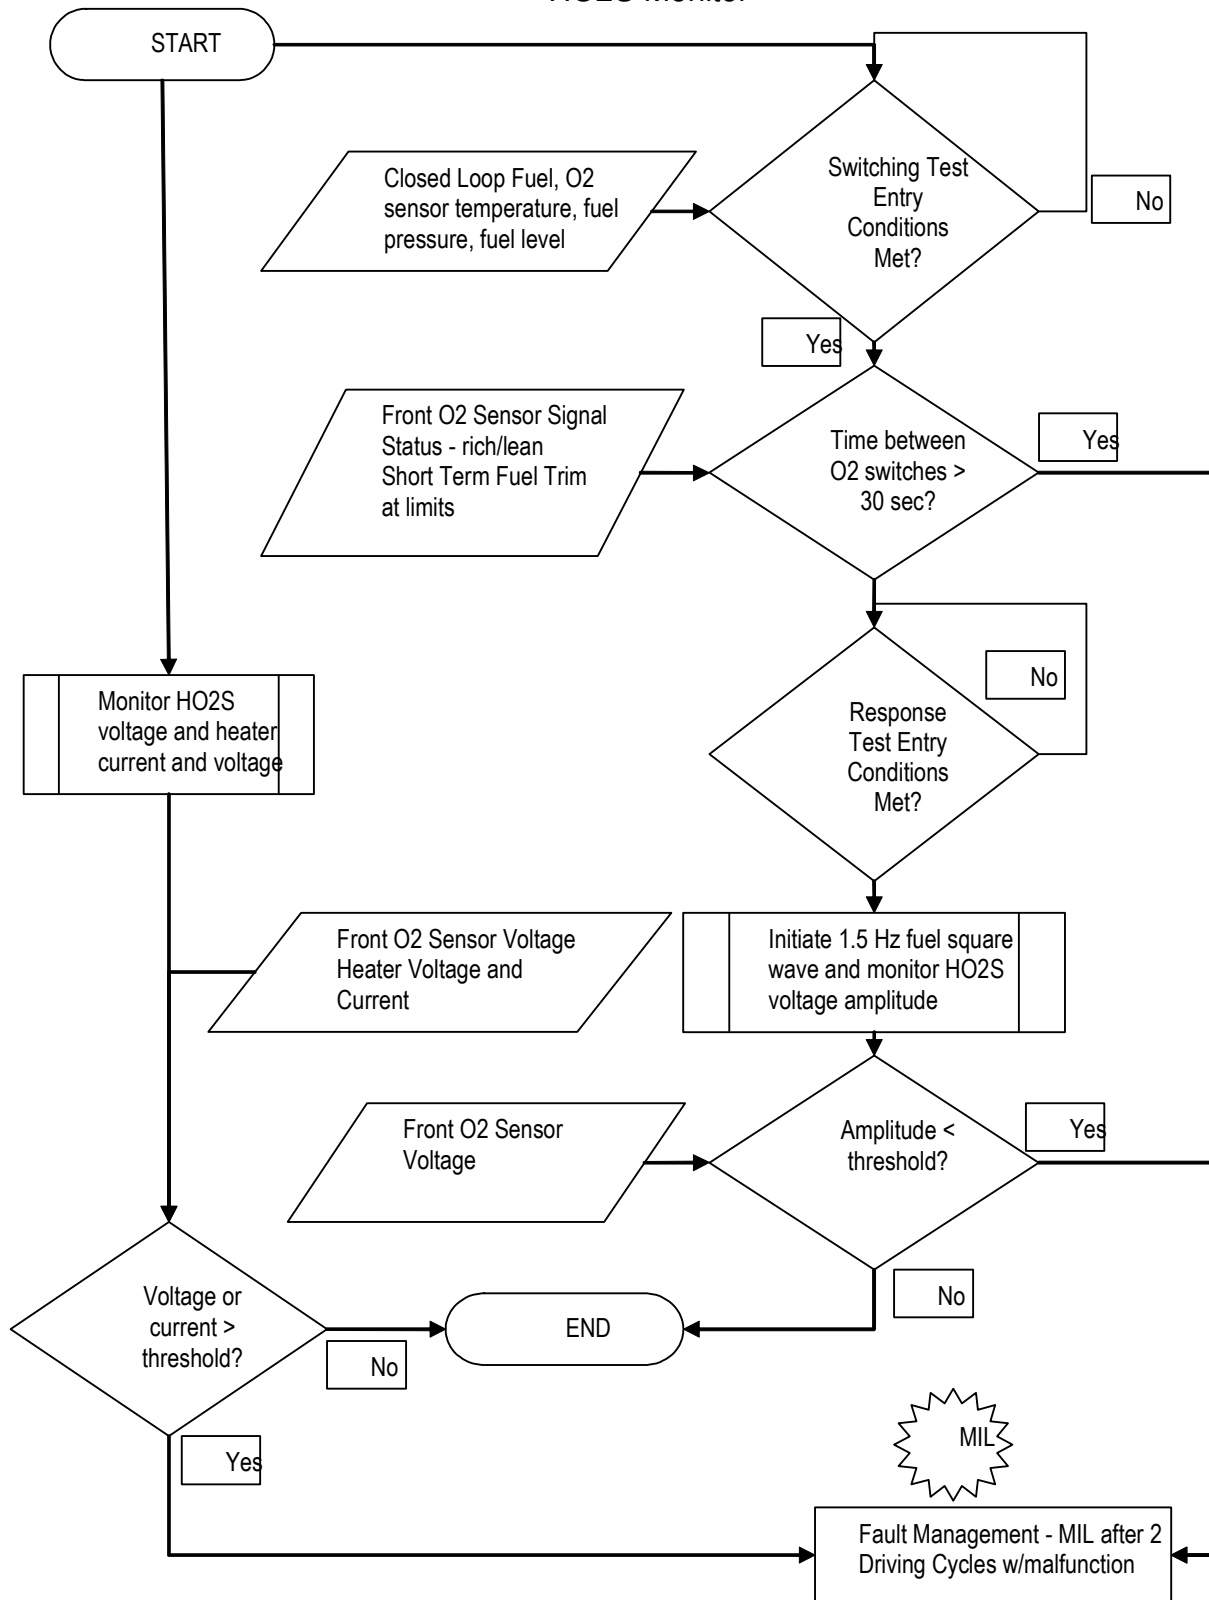 START
Switching Test
Entry
Conditions
Met?
No
Closed Loop Fuel, O2
sensor temperature, fuel
pressure, fuel level
Yes
Front O2 Sensor Signal
Status - rich/lean
Short Term Fuel Trim
at limits
Time between
O2 switches >
30 sec?
Yes
No
Response
Test Entry
Conditions
Met?
Monitor HO2S
voltage and heater
current and voltage
Front O2 Sensor Voltage
Heater Voltage and
Current
Initiate 1.5 Hz fuel square
wave and monitor HO2S
voltage amplitude
Front O2 Sensor
Voltage
Amplitude <
threshold?
Yes
No
Voltage or
current >
threshold?
No
END
Yes
MIL
Fault Management - MIL after 2
Driving Cycles w/malfunction